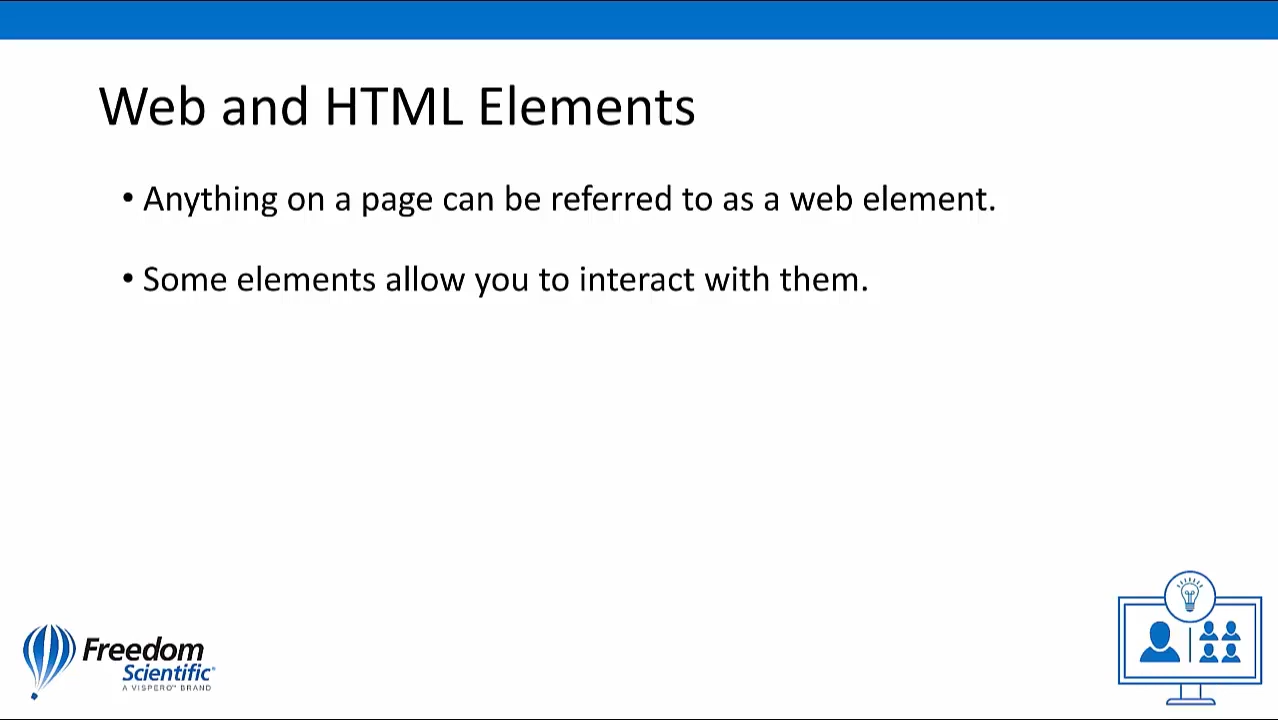 Web and HTML Elements
• Anything on a page can be referred to as a web element.
• Some elements allow you to interact with them.
Freedom
Scientific®
A VISPERO™ BRAND